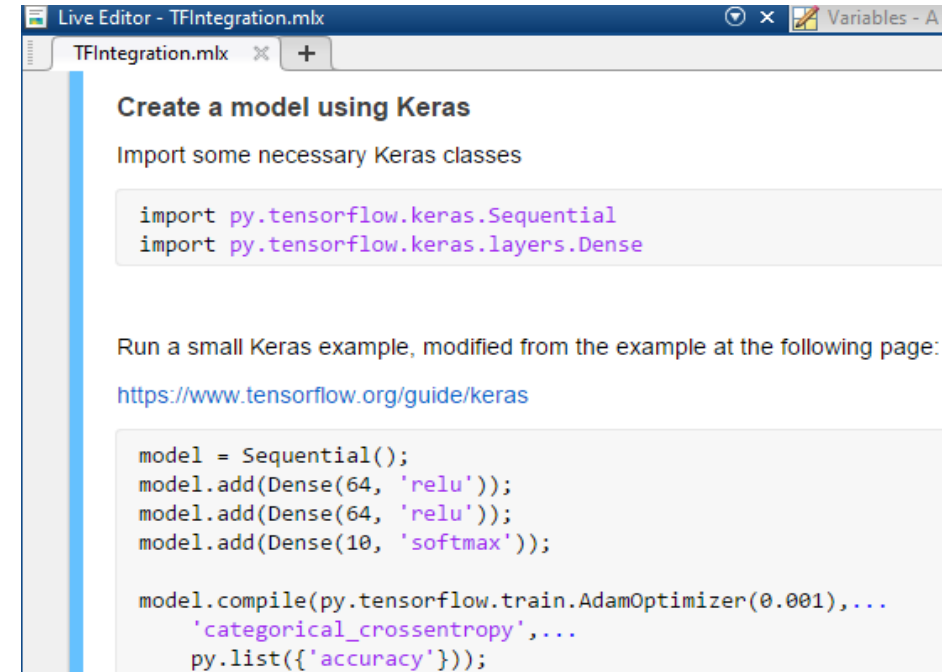 Live Editor - TFIntegration.mlx
Variables - A
TFIntegration.mlx
Create a model using Keras
Import some necessary Keras classes
import py.tensorflow.keras.Sequential
import py.tensorflow.keras.layers.Dense
Run a small Keras example, modified from the example at the following page:
https://www.tensorflow.org/guide/keras
model = Sequential();
model.add(Dense(64, 'relu'));
model.add(Dense(64, 'relu'));
model.add(Dense(10, 'softmax'));
model.compile(py.tensorflow.train.AdamOptimizer(0.001),...
'categorical_crossentropy',...
py.list({'accuracy'}));